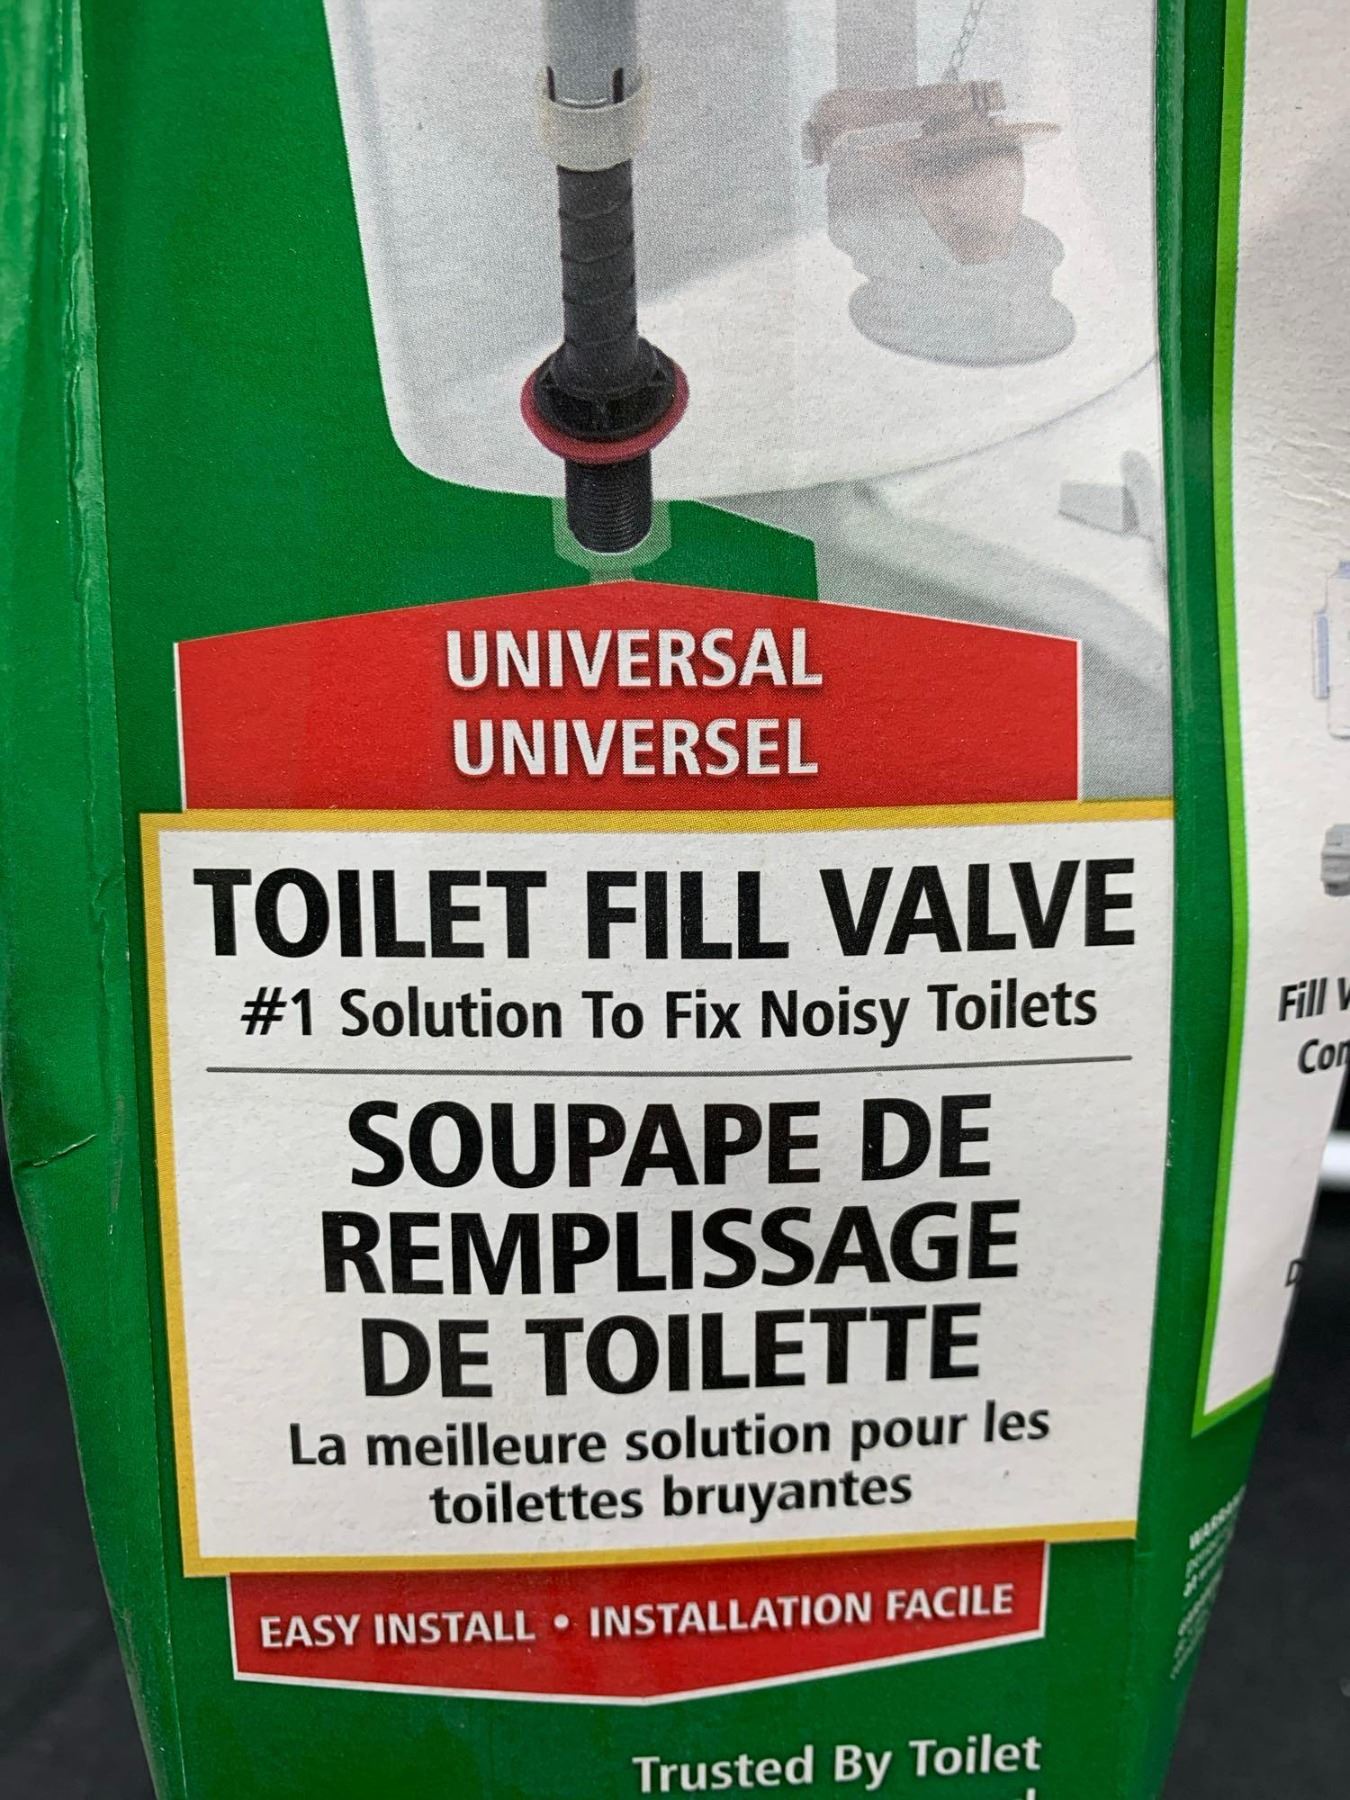 UNIVERSAL
UNIVERSEL
TOILET FILL VALVE
#1 Solution To Fix Noisy Toilets
SOUPAPE DE
REMPLISSAGE
DE TOILETTE
La meilleure solution pour les
toilettes bruyantes
EASY INSTALL • INSTALLATION FACILE
Trusted By Toilet
Fill